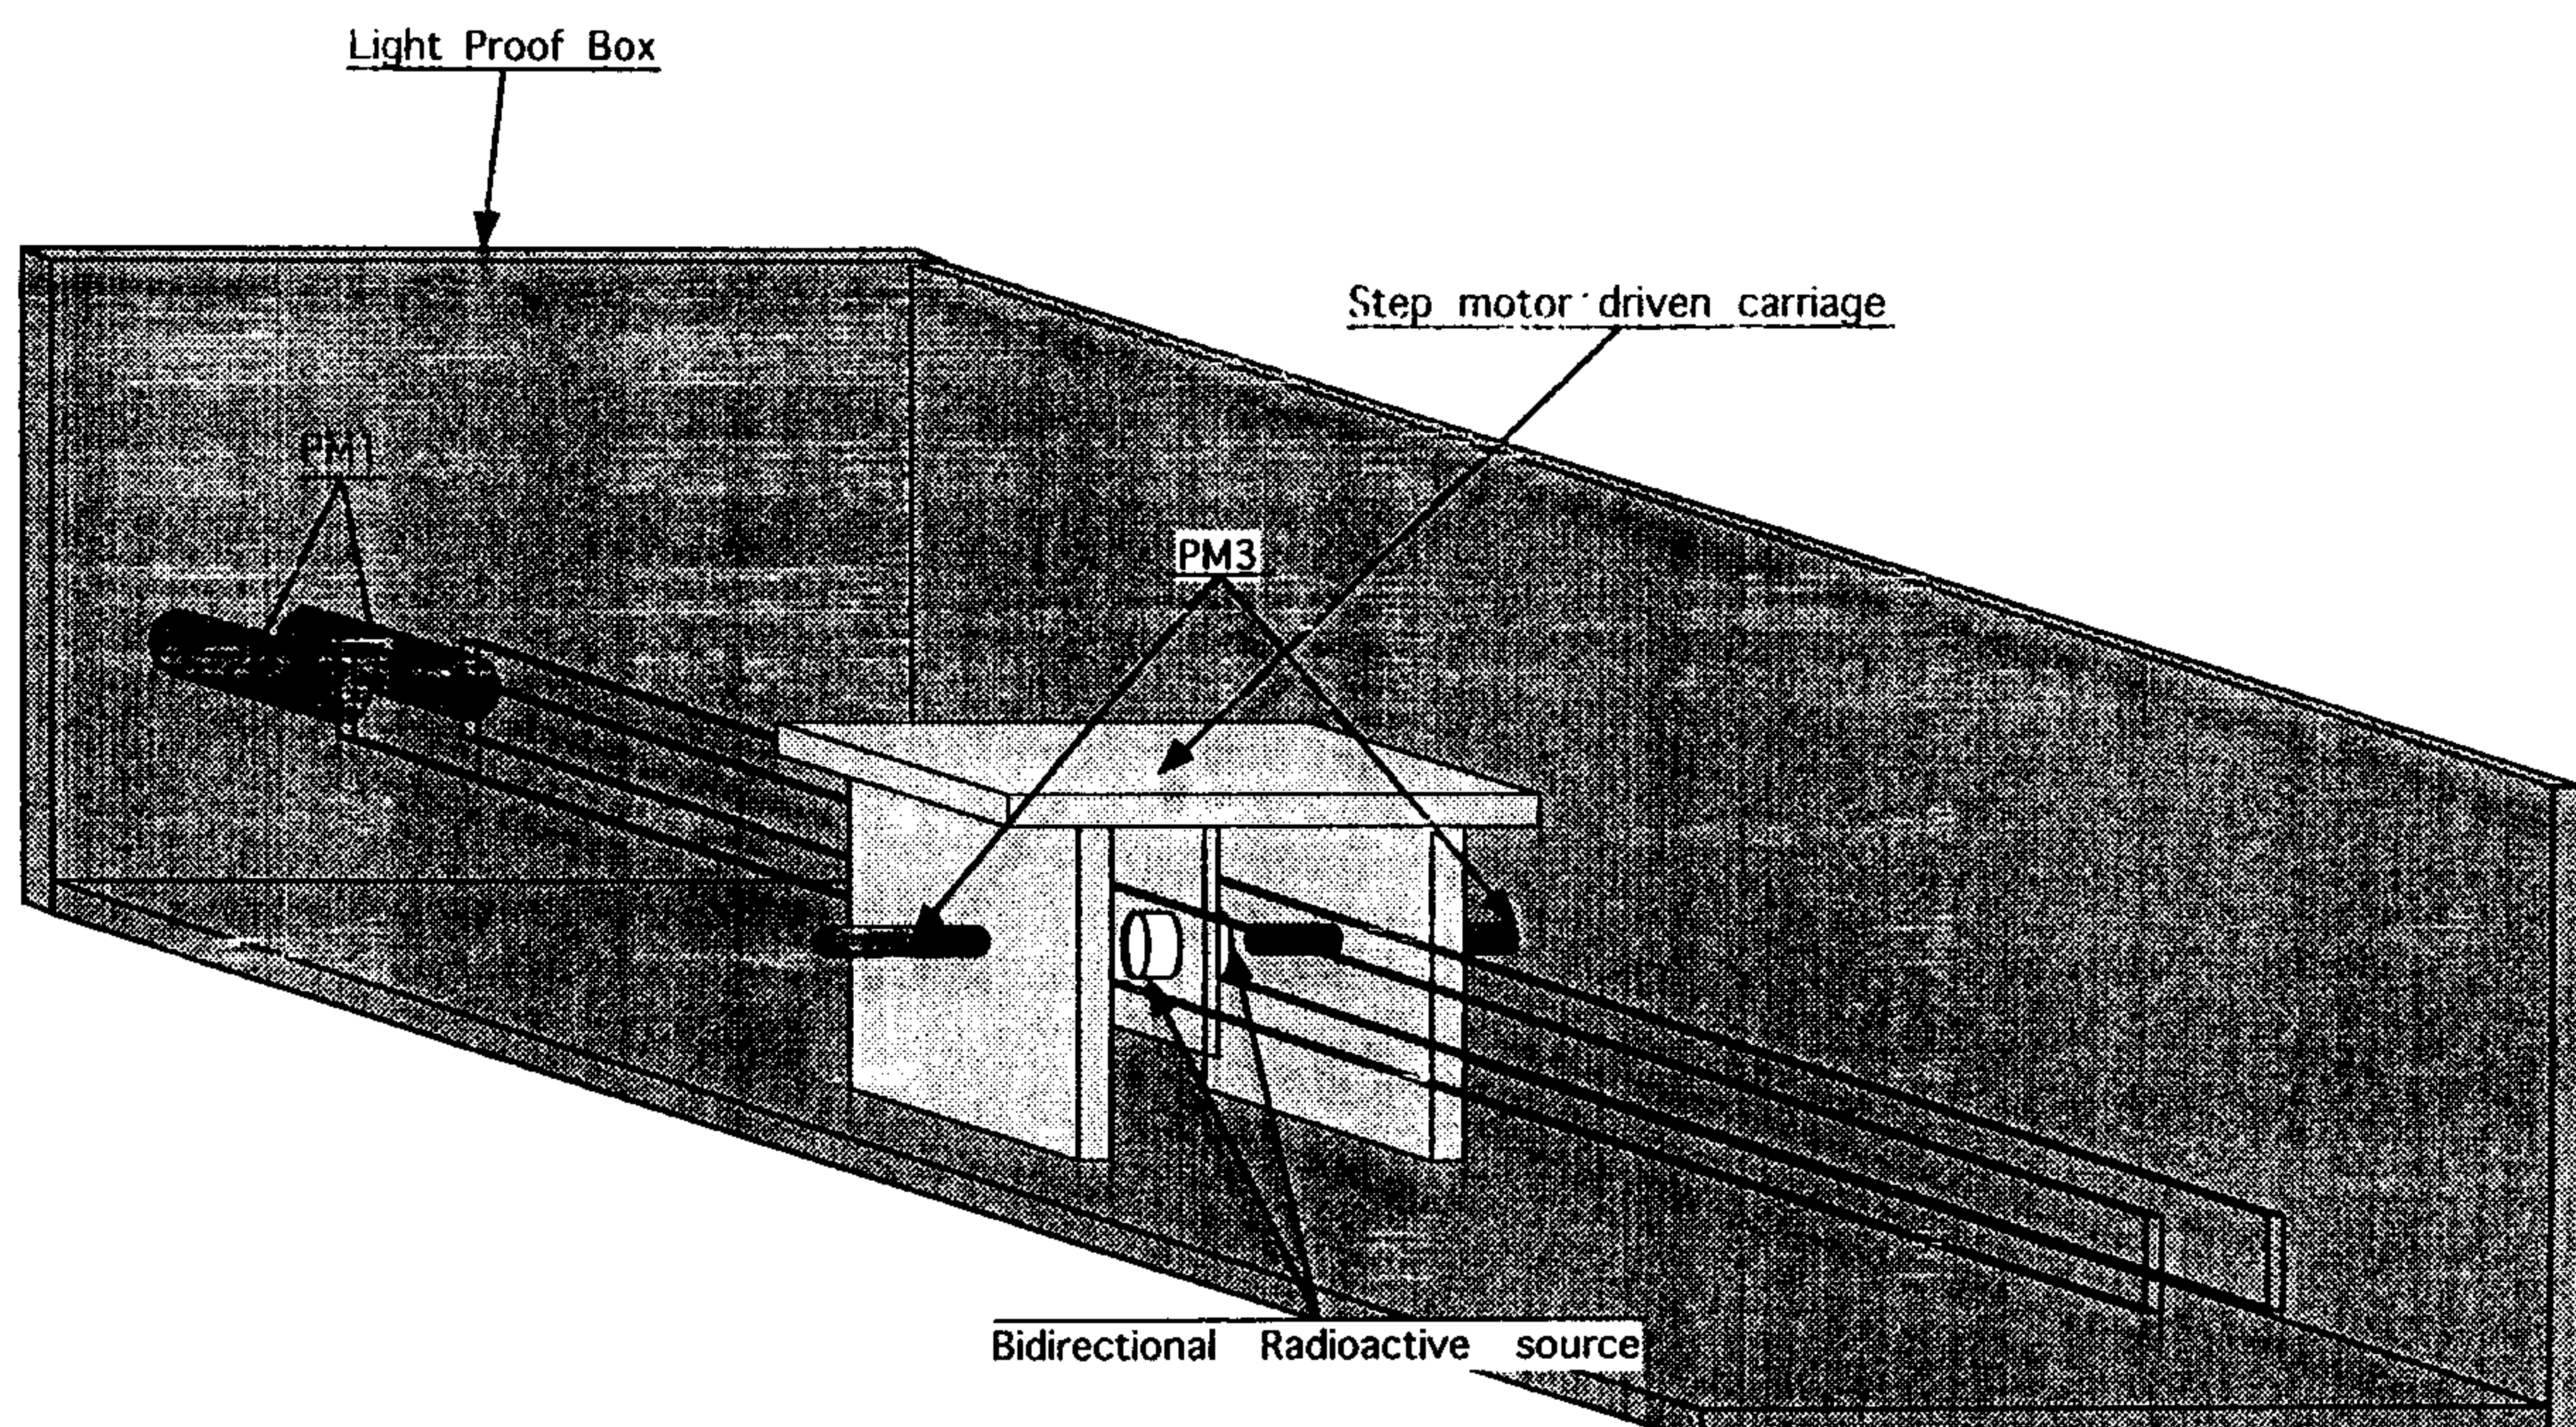 Light Proof Box
Step motor driven carriage
PM1
PM3
Bidirectional Radioactive source